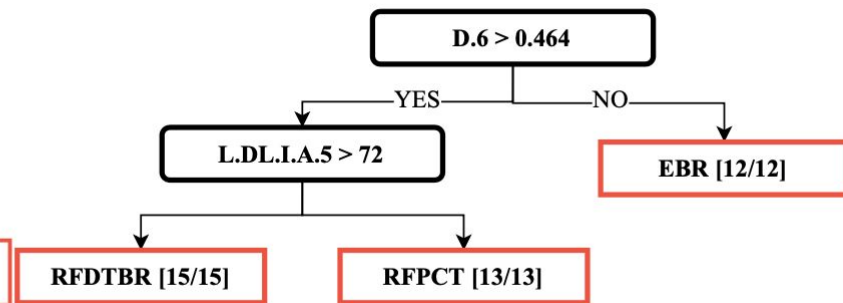 D.6 > 0.464
YES
NO
L.DL.I.A.5 > 72
EBR [12/12]
RFDTBR [15/15]
RFPCT [13/13]